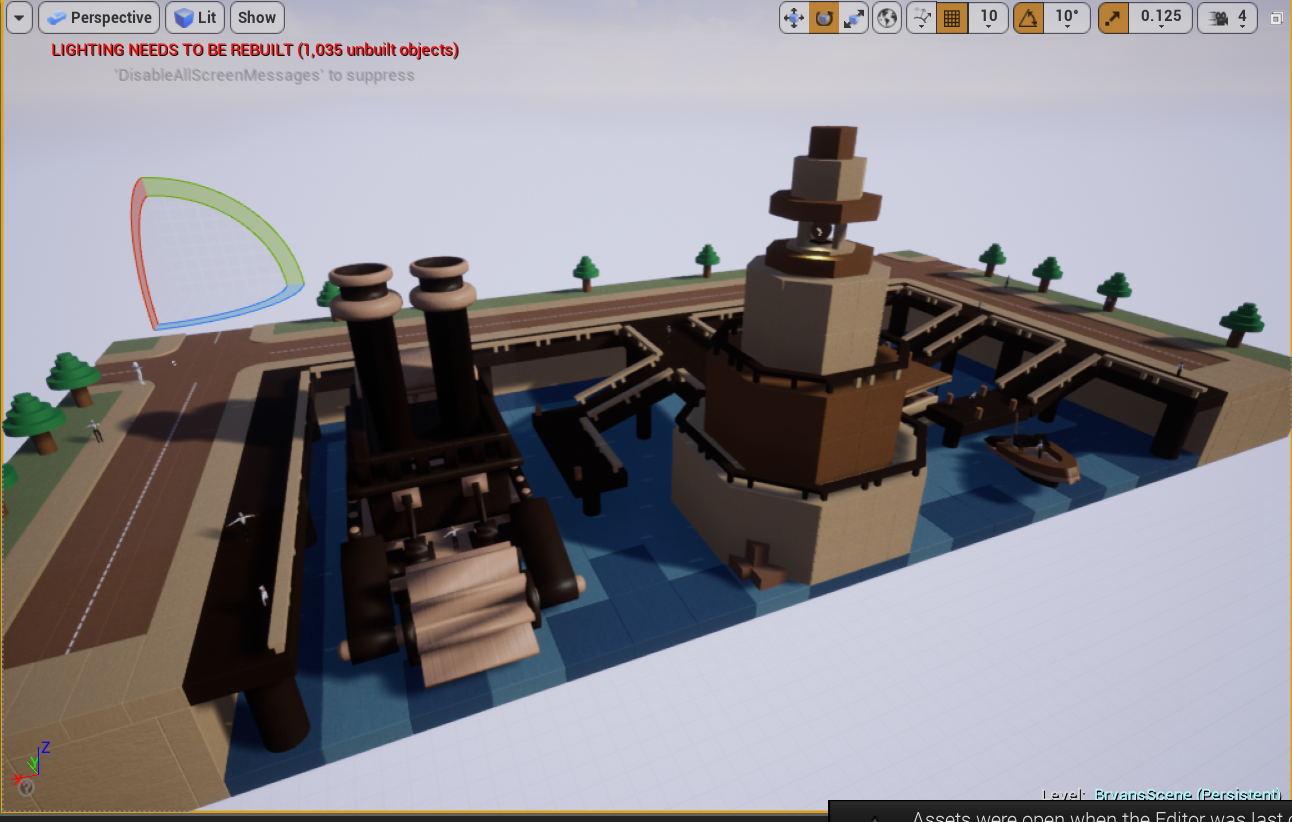 Perspective Lit Show 10 10° 0.125 4
LIGHTING NEEDS TO BE REBUILT (1,035 unbuilt objects)
'DisableAllScreenMessages' to suppress
Z
Y
X
?
Level: BryansScene (Persistent)
Assets were open when the Editor was last